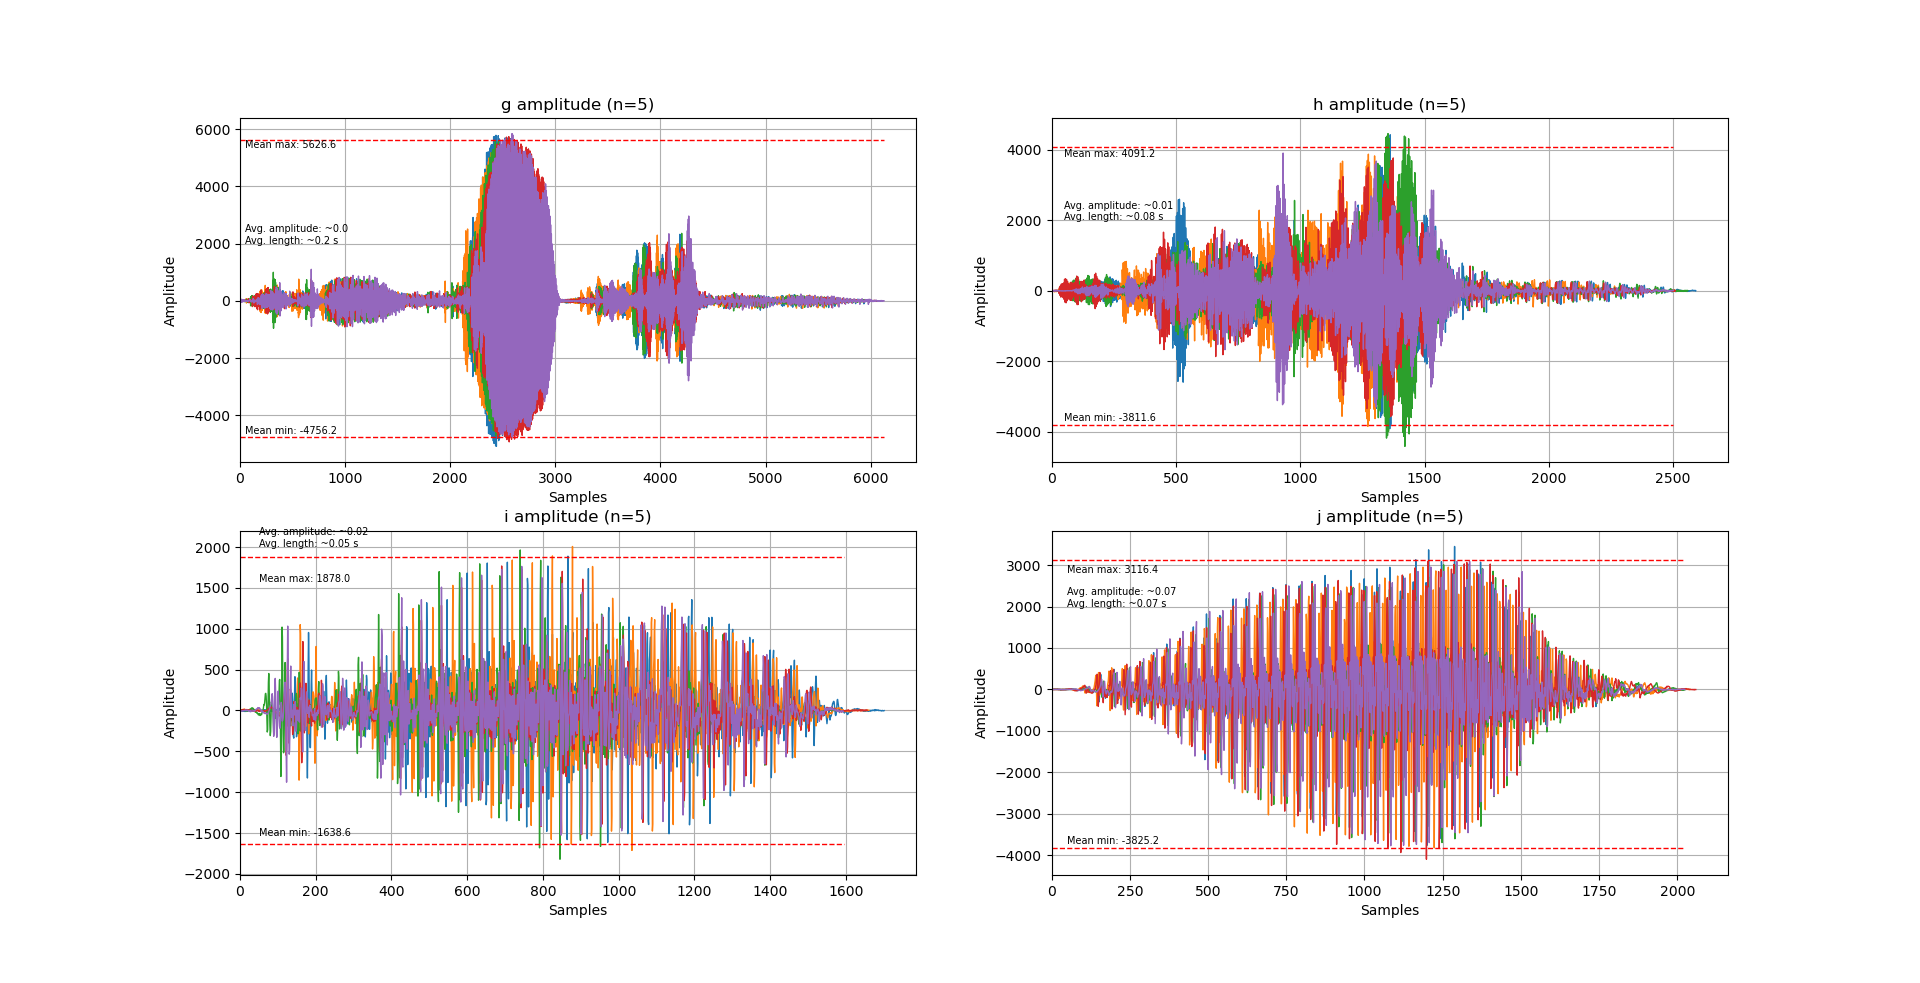 g amplitude (n=5)
6000
4000
2000
0
−2000
−4000
Amplitude
Mean max: 5626.6
Avg. amplitude: ~0.0
Avg. length: ~0.2 s
Mean min: -4756.2
0 1000 2000 3000 4000 5000 6000
Samples
h amplitude (n=5)
4000
2000
0
−2000
−4000
Amplitude
Mean max: 4091.2
Avg. amplitude: ~0.01
Avg. length: ~0.08 s
Mean min: -3811.6
0 500 1000 1500 2000 2500
Samples
i amplitude (n=5)
2000
1500
1000
500
0
−500
−1000
−1500
−2000
Amplitude
Avg. amplitude: ~0.02
Avg. length: ~0.05 s
Mean max: 1878.0
Mean min: -1638.6
0 200 400 600 800 1000 1200 1400 1600
Samples
j amplitude (n=5)
3000
2000
1000
0
−1000
−2000
−3000
−4000
Amplitude
Mean max: 3116.4
Avg. amplitude: ~0.07
Avg. length: ~0.07 s
Mean min: -3825.2
0 250 500 750 1000 1250 1500 1750 2000
Samples